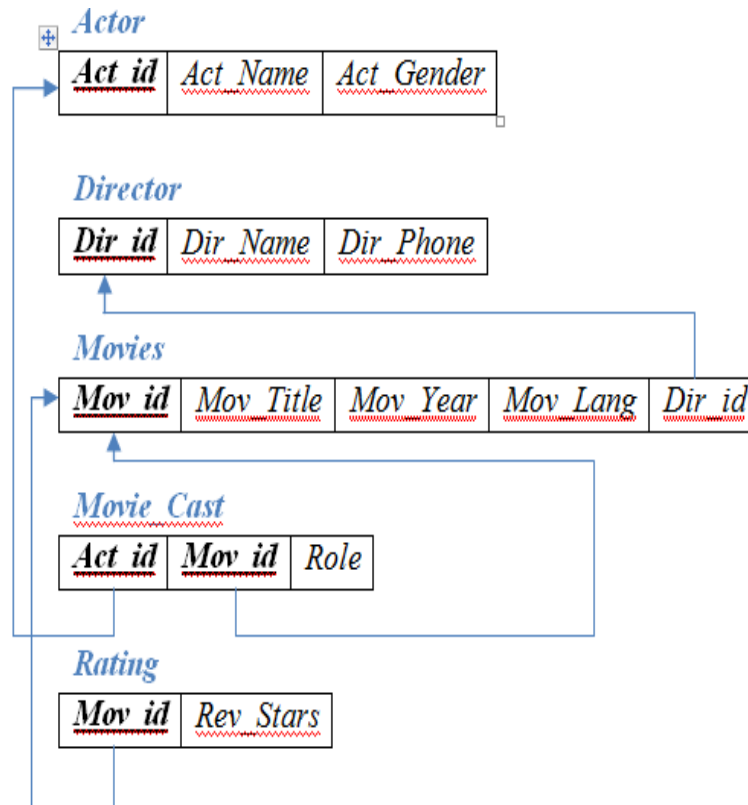 Actor
Act_id Act_Name Act_Gender
Director
Dir_id Dir_Name Dir_Phone
Movies
Mov_id Mov_Title Mov_Year Mov_Lang Dir_id
Movie_Cast
Act_id Mov_id Role
Rating
Mov_id Rev_Stars